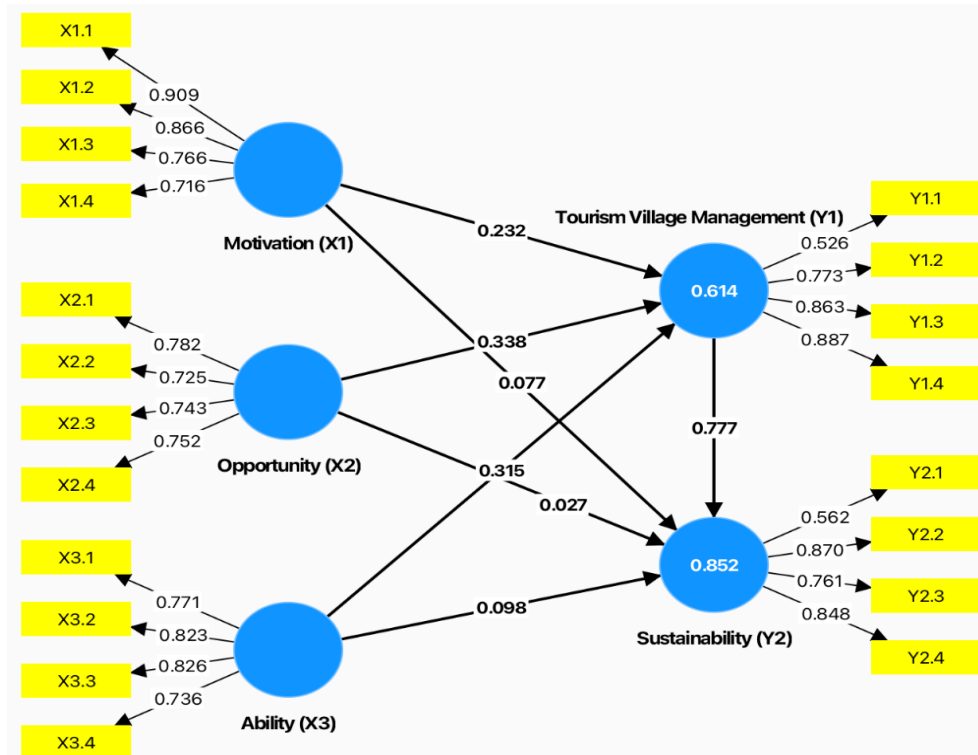 X1.1
0.909
X1.2
0.866
X1.3
0.766
X1.4
0.716
Motivation (X1)
X2.1
0.782
X2.2
0.725
X2.3
0.743
X2.4
0.752
Opportunity (X2)
X3.1
0.771
X3.2
0.823
X3.3
0.826
X3.4
0.736
Ability (X3)
0.232
0.338
0.077
0.315
0.027
0.098
0.777
Tourism Village Management (Y1)
0.614
Y1.1
0.526
Y1.2
0.773
Y1.3
0.863
Y1.4
0.887
0.852
Sustainability (Y2)
Y2.1
0.562
Y2.2
0.870
Y2.3
0.761
Y2.4
0.848